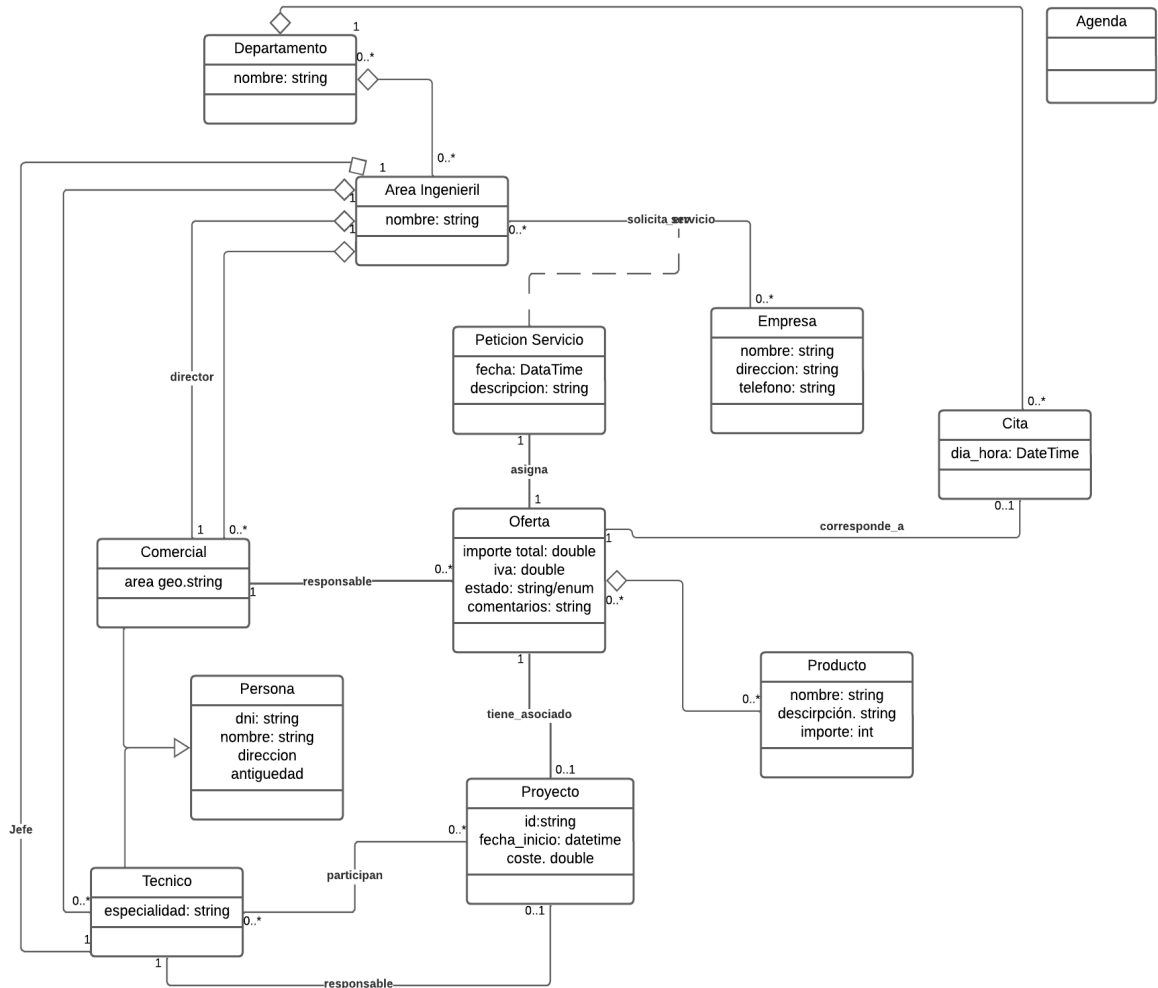 1
Agenda
Departamento
0..*
nombre: string
0..*
1
Area Ingenieril
1
nombre: string
solicita_servicio
1
0..*
0..*
Empresa
Peticion Servicio
nombre: string
fecha: DataTime
direccion: string
director
descripcion: string
telefono: string
0..*
Cita
1
dia_hora: DateTime
asigna
1
0..1
Oferta
corresponde_a
1
0..*
1
Comercial
importe total: double
area geo.string
iva: double
0..*
responsable
estado: string/enum
1
comentarios: string
0..*
1
Producto
Persona
nombre: string
0..*
dni: string
tiene_asociado
descirpción. string
nombre: string
importe: int
direccion
antiguedad
0..1
Proyecto
id:string
Jefe
0..*
fecha_inicio: datetime
coste. double
participan
Tecnico
0..*
especialidad: string
0..*
0..1
1
1
responsable